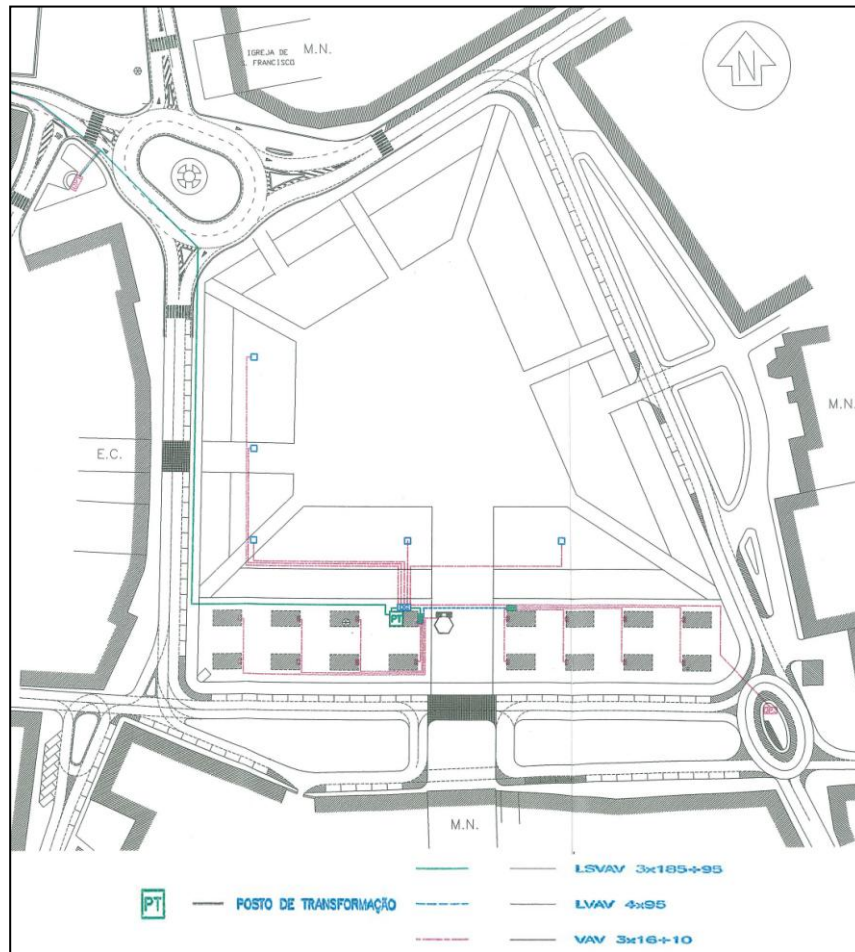 M.N.
IGREJA DE
S. FRANCISCO
N
M.N.
E.C.
PT
M.N.
LSVAV 3x185+95
PT POSTO DE TRANSFORMAÇÃO
LVAV 4x95
VAV 3x16+10